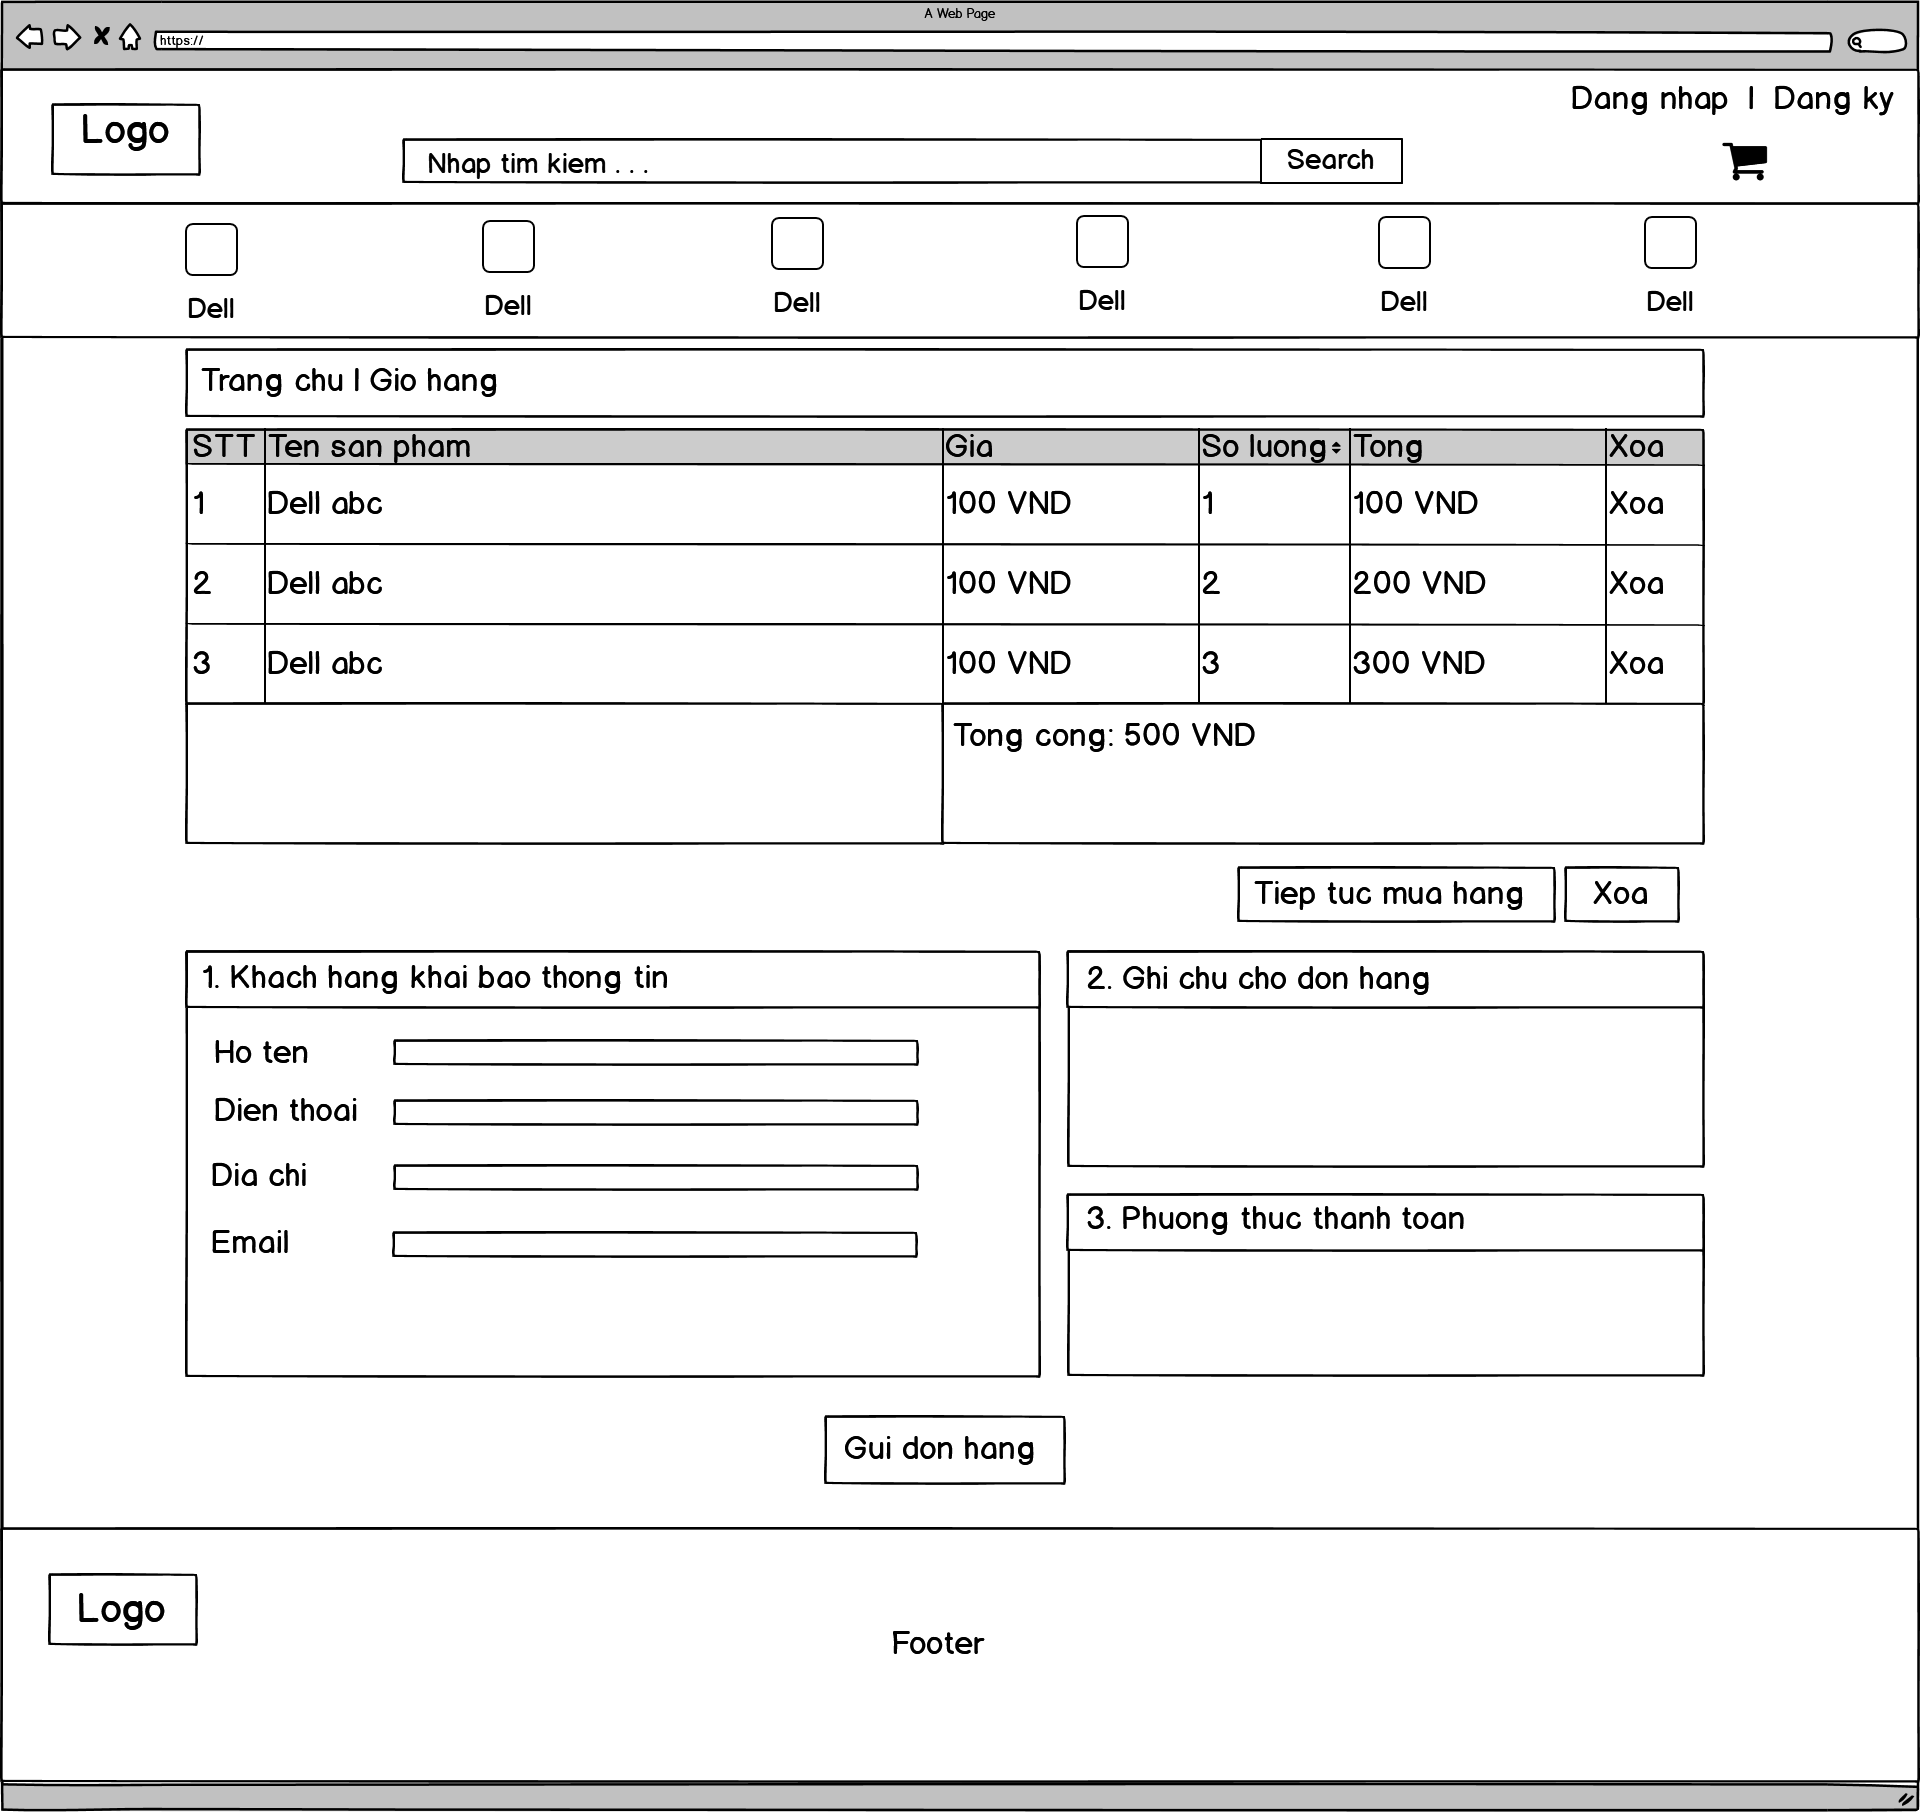 A Web Page
https://
Dang nhap | Dang ky
Logo
Nhap tim kiem . . .
Search
Dell Dell Dell Dell Dell Dell
Trang chu | Gio hang
STT Ten san pham Gia So luong Tong Xoa
1 Dell abc 100 VND 1 100 VND Xoa
2 Dell abc 100 VND 2 200 VND Xoa
3 Dell abc 100 VND 3 300 VND Xoa
Tong cong: 500 VND
Tiep tuc mua hang Xoa
1. Khach hang khai bao thong tin
Ho ten
Dien thoai
Dia chi
Email
2. Ghi chu cho don hang
3. Phuong thuc thanh toan
Gui don hang
Logo
Footer